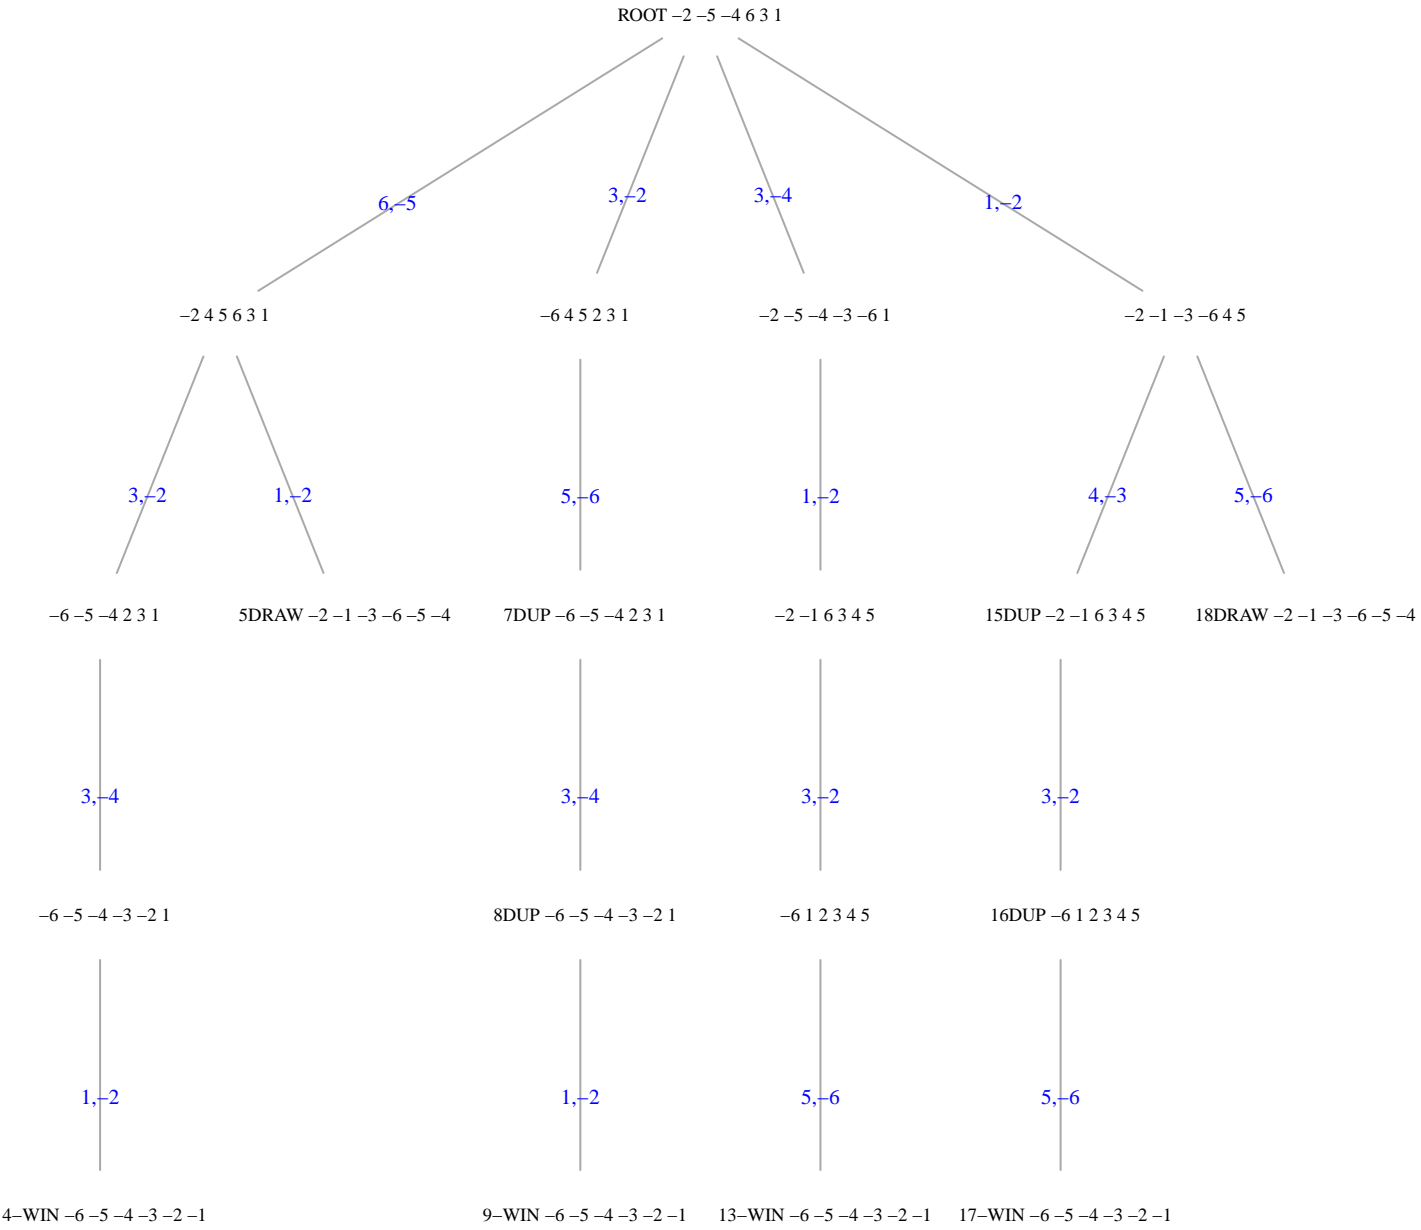 ROOT –2 –5 –4 6 3 1
6,–5
3,–2
3,–4
1,–2
–2 4 5 6 3 1
–6 4 5 2 3 1
–2 –5 –4 –3 –6 1
–2 –1 –3 –6 4 5
3,–2
1,–2
5,–6
1,–2
4,–3
5,–6
–6 –5 –4 2 3 1
5DRAW –2 –1 –3 –6 –5 –4
7DUP –6 –5 –4 2 3 1
–2 –1 6 3 4 5
15DUP –2 –1 6 3 4 5
18DRAW –2 –1 –3 –6 –5 –4
3,–4
3,–4
3,–2
3,–2
–6 –5 –4 –3 –2 1
8DUP –6 –5 –4 –3 –2 1
–6 1 2 3 4 5
16DUP –6 1 2 3 4 5
1,–2
1,–2
5,–6
5,–6
4–WIN –6 –5 –4 –3 –2 –1
9–WIN –6 –5 –4 –3 –2 –1
13–WIN –6 –5 –4 –3 –2 –1
17–WIN –6 –5 –4 –3 –2 –1